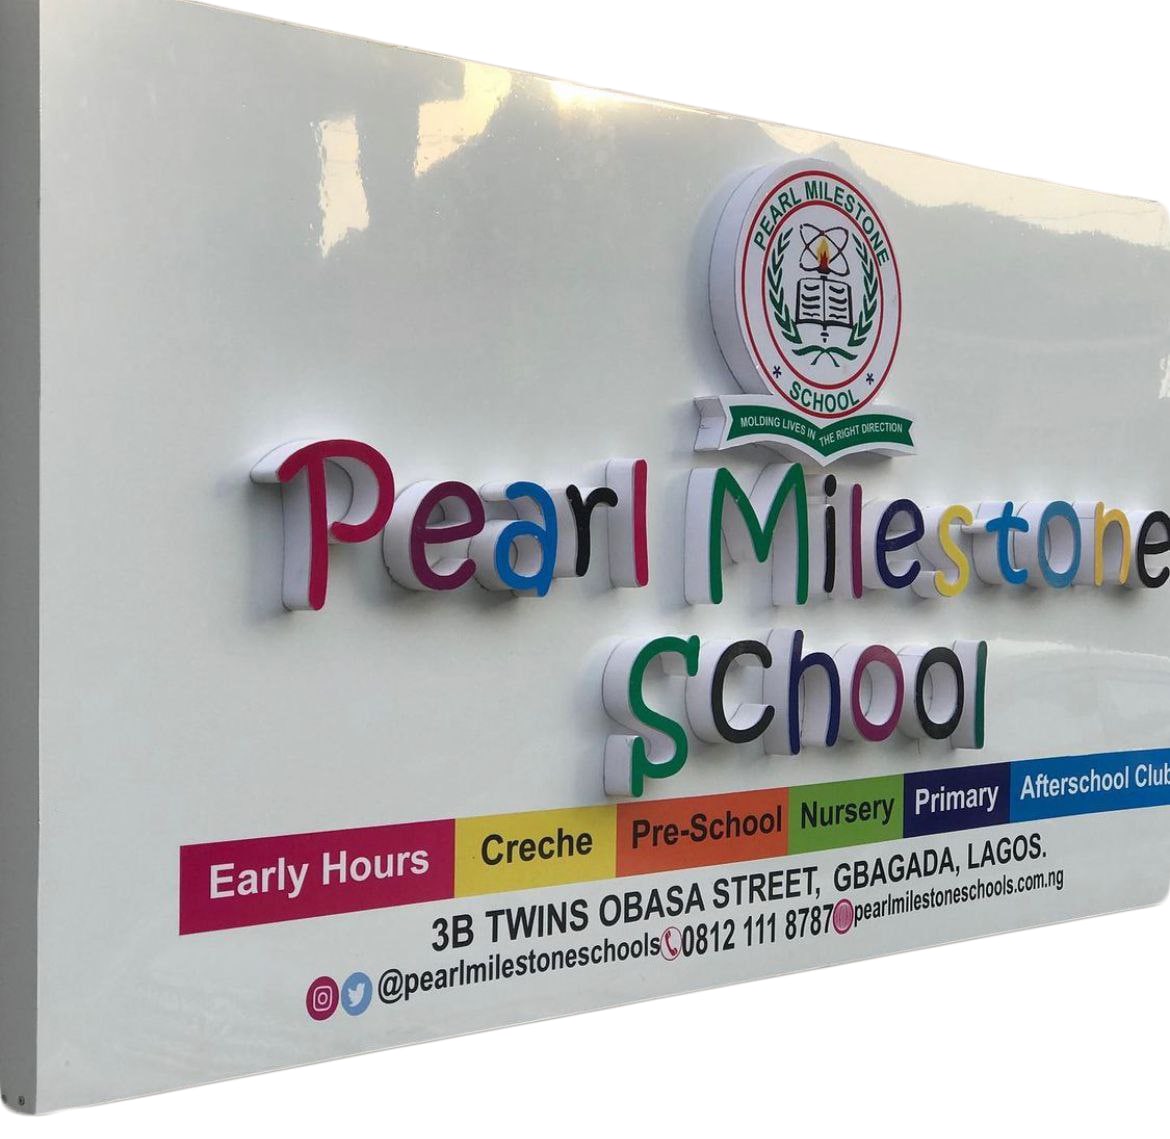 PEARL MILESTONE
SCHOOL
MOLDING LIVES IN THE RIGHT DIRECTION
Pearl Milestone
School
Early Hours Creche Pre-School Nursery Primary Afterschool Club
3B TWINS OBASA STREET, GBAGADA, LAGOS.
@pearlmilestoneschools 0812 111 8787 pearlmilestoneschools.com.ng